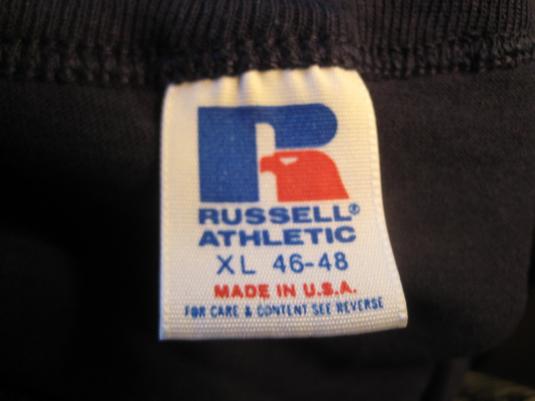 R
RUSSELL®
ATHLETIC
XL 46-48
MADE IN U.S.A.
FOR CARE & CONTENT SEE REVERSE